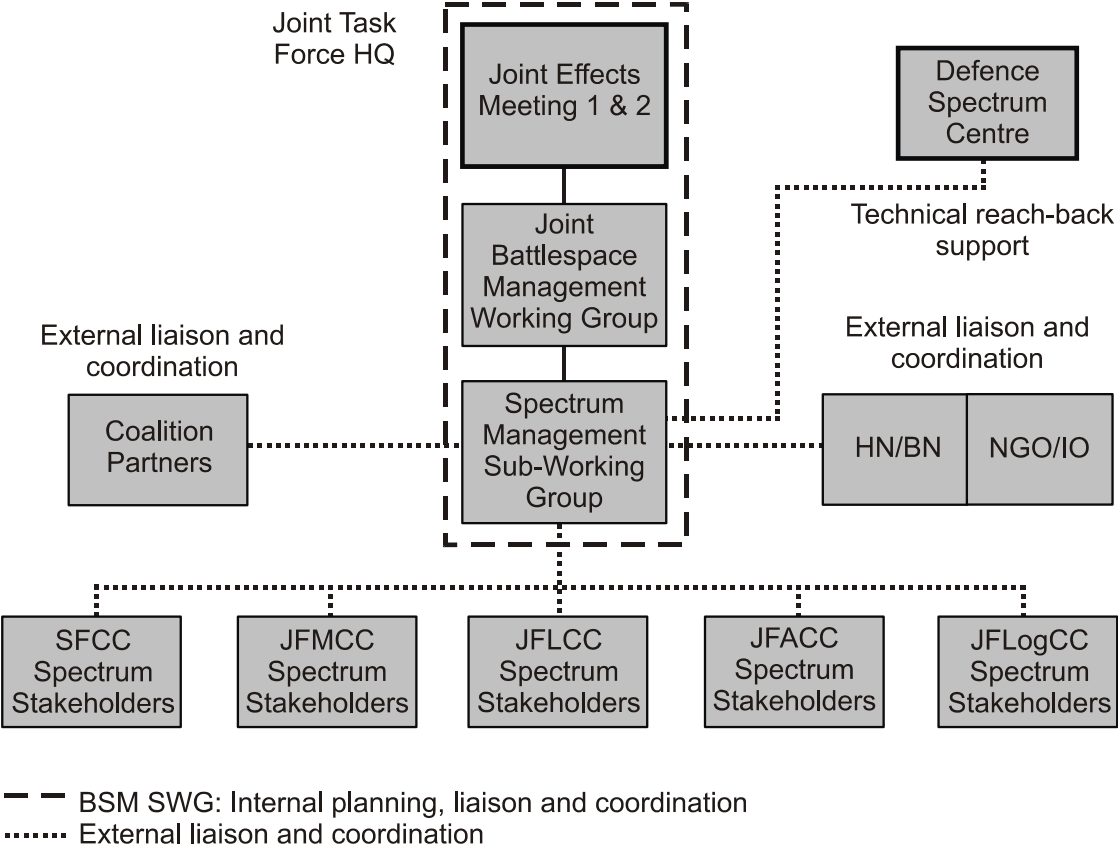 Joint Task
Force HQ
Joint Effects
Meeting 1 & 2
Defence
Spectrum
Centre
Joint
Battlespace
Management
Working Group
Technical reach-back
support
External liaison and
coordination
External liaison and
coordination
Coalition
Partners
Spectrum
Management
Sub-Working
Group
HN/BN
NGO/IO
SFCC
Spectrum
Stakeholders
JFMCC
Spectrum
Stakeholders
JFLCC
Spectrum
Stakeholders
JFACC
Spectrum
Stakeholders
JFLogCC
Spectrum
Stakeholders
BSM SWG: Internal planning, liaison and coordination
External liaison and coordination